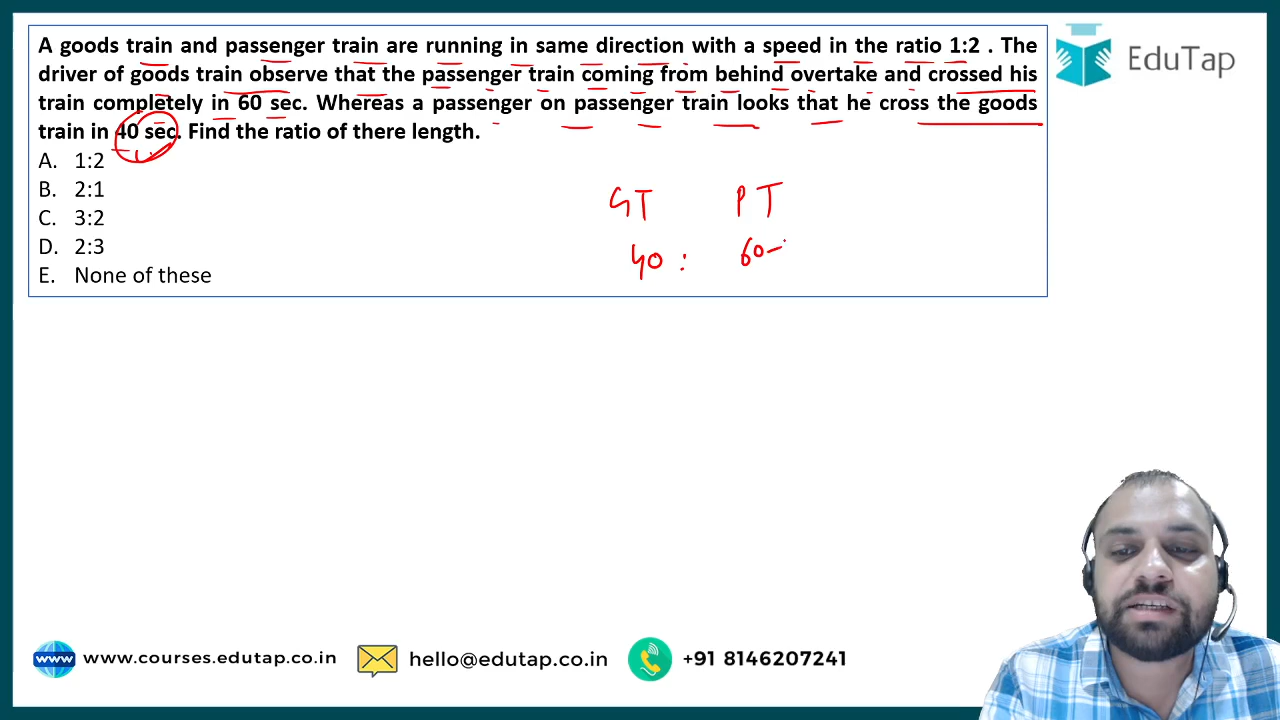 A goods train and passenger train are running in same direction with a speed in the ratio 1:2 . The
driver of goods train observe that the passenger train coming from behind overtake and crossed his
train completely in 60 sec. Whereas a passenger on passenger train looks that he cross the goods
train in 40 sec. Find the ratio of there length.
A. 1:2
B. 2:1
C. 3:2
D. 2:3
E. None of these
GT PT
40 : 60-
EduTap
www www.courses.edutap.co.in hello@edutap.co.in +91 8146207241